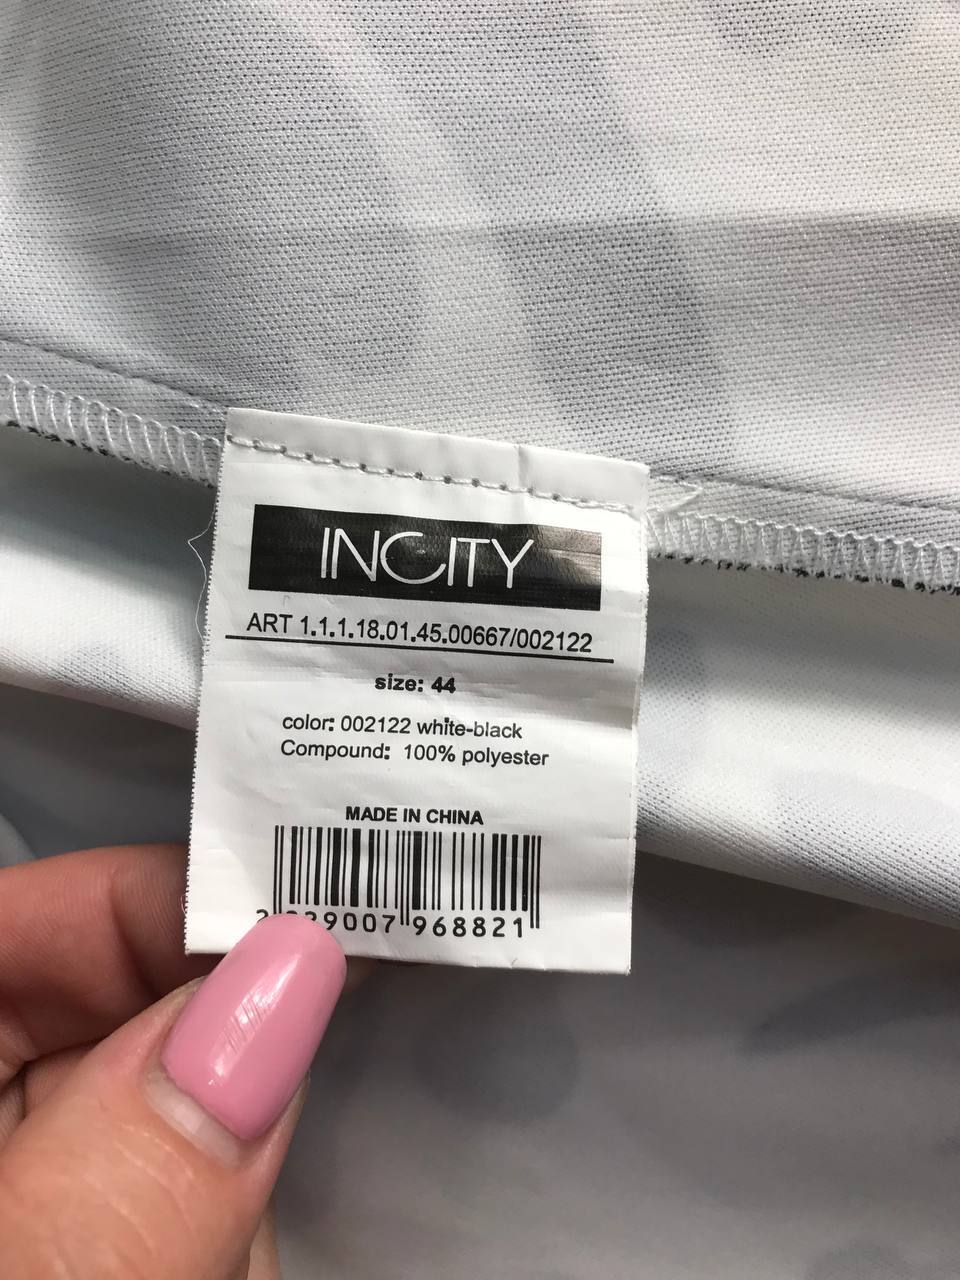 INCITY
ART 1.1.1.18.01.45.00667/002122
size: 44
color: 002122 white-black
Compound: 100% polyester
MADE IN CHINA
968821